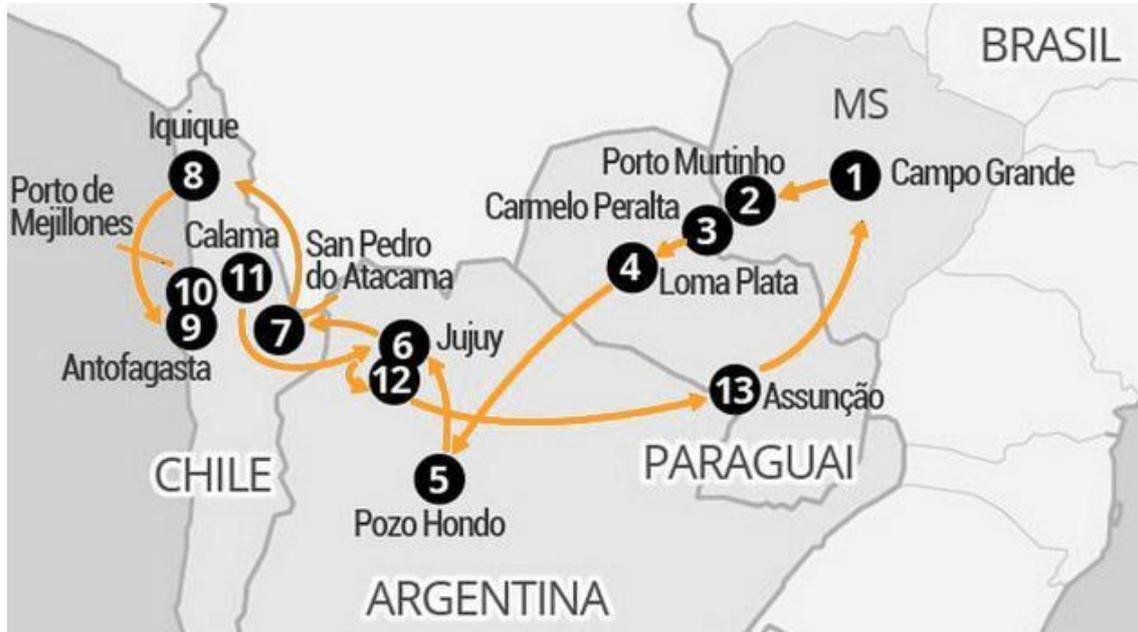 BRASIL
MS
Iquique
8
Porto Murtinho
1
Campo Grande
Porto de
Mejillones
2
Carmelo Peralta
3
Calama
San Pedro
do Atacama
4
Loma Plata
11
10
9
7
6
Jujuy
12
Antofagasta
13
Assunção
CHILE
PARAGUAI
5
Pozo Hondo
ARGENTINA